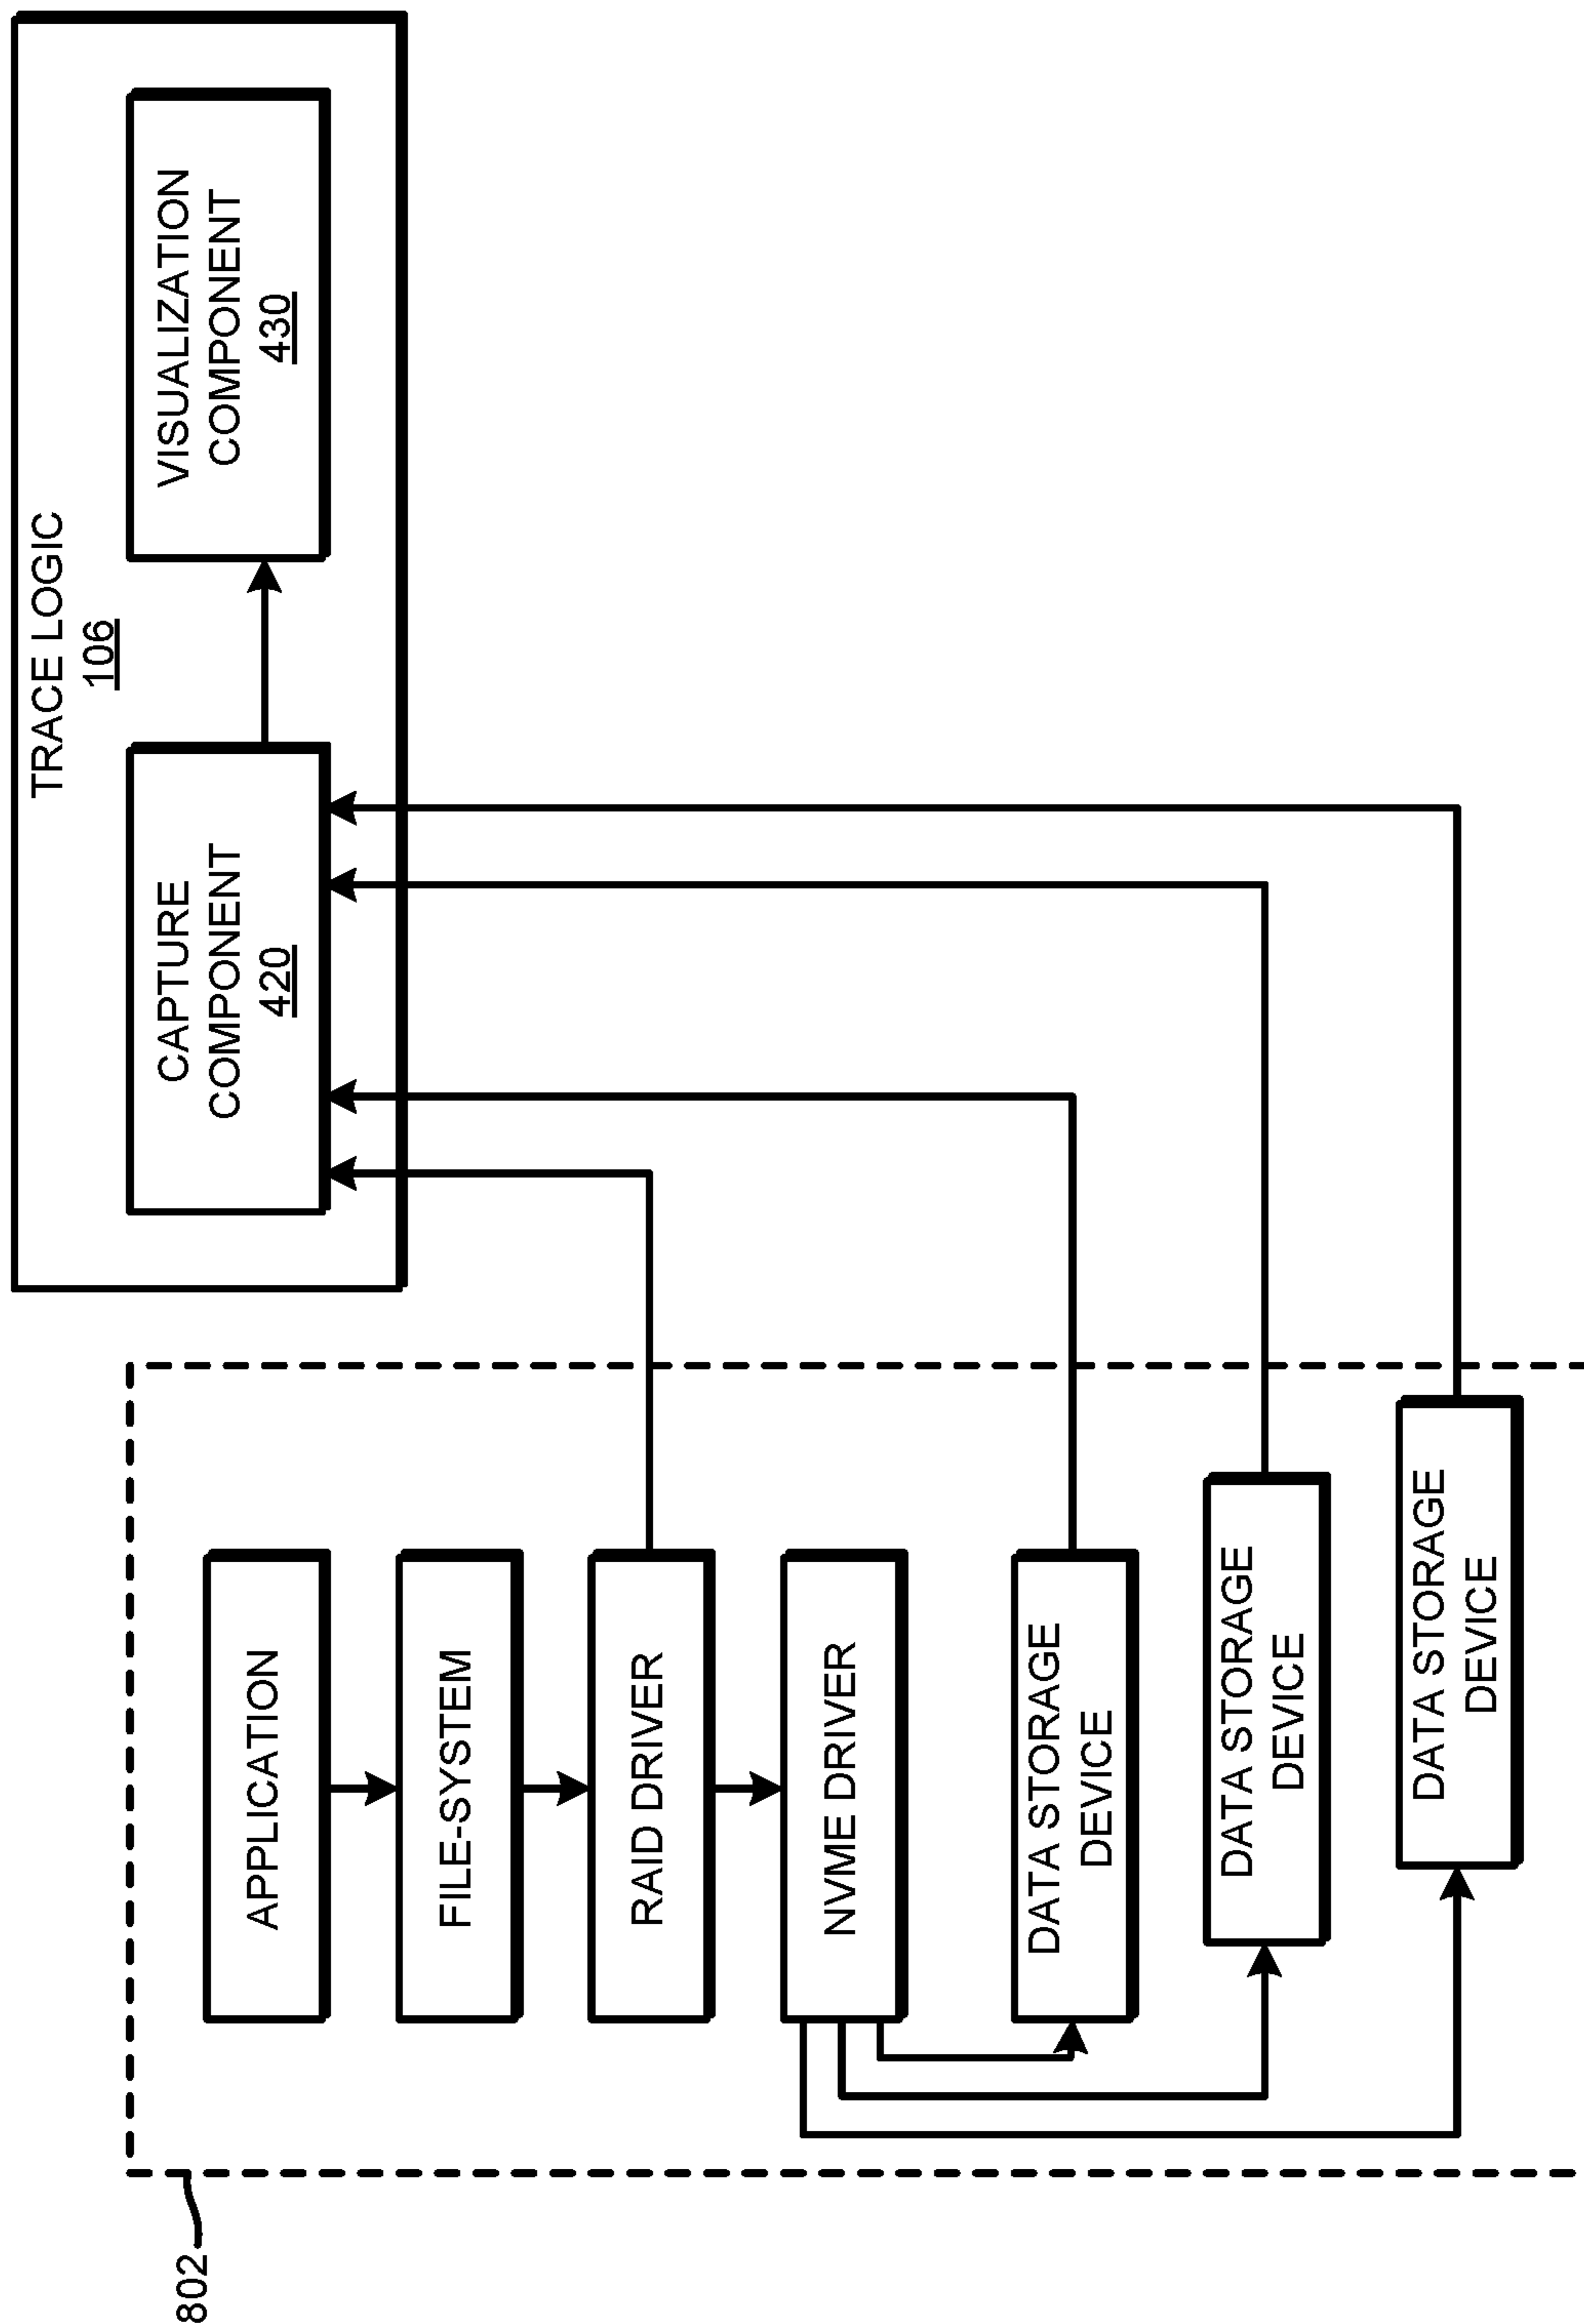 802
APPLICATION
FILE-SYSTEM
RAID DRIVER
NVME DRIVER
DATA STORAGE
DEVICE
DATA STORAGE
DEVICE
DATA STORAGE
DEVICE
TRACE LOGIC
106
CAPTURE
COMPONENT
420
VISUALIZATION
COMPONENT
430